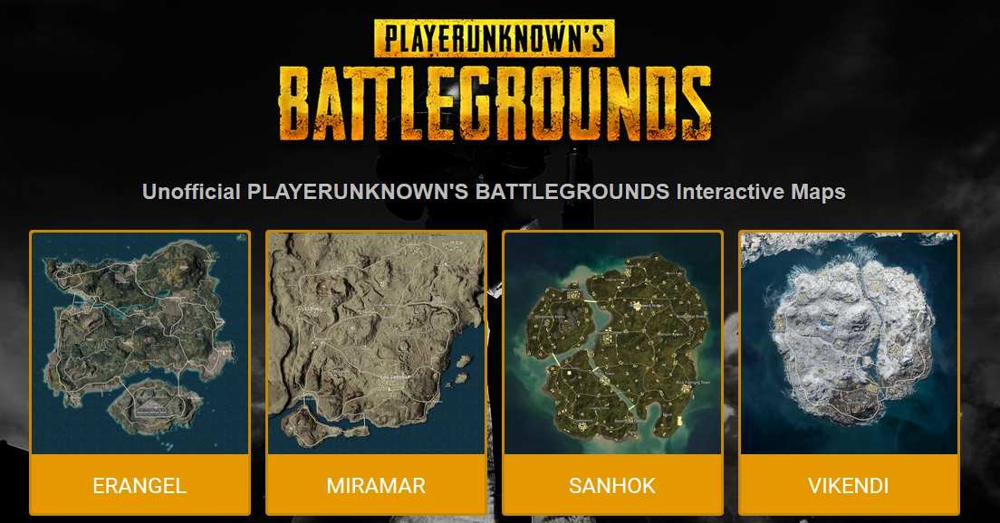 PLAYERUNKNOWN'S
BATTLEGROUNDS
Unofficial PLAYERUNKNOWN'S BATTLEGROUNDS Interactive Maps
ERANGEL
MIRAMAR
SANHOK
VIKENDI